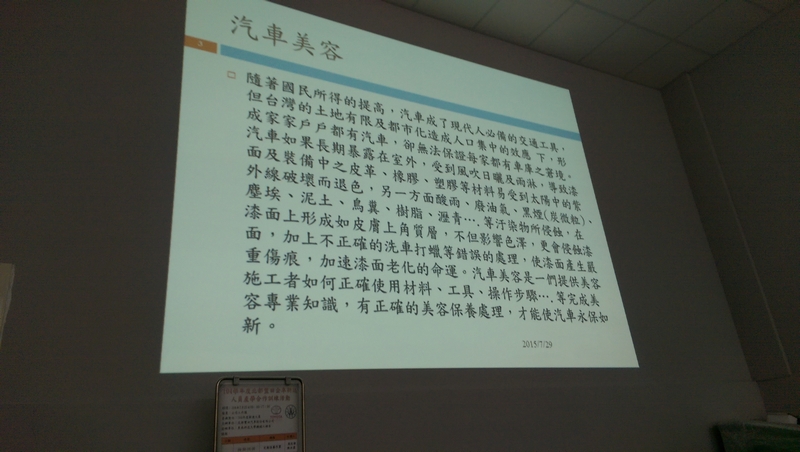 汽車美容
3
隨著國民所得的提高，汽車成了現代人必備的交通工具，
但台灣的土地有限及都市化造成人口集中的效應 下，形
成家家戶戶都有汽車，卻無法保證每家都有車庫之窘境。
汽車如果長期暴露在室外，受到風吹日曬及雨淋，導致漆
面及裝備中之皮革、橡膠、塑膠等材料易受到太陽中的紫
外線破壞而退色，另一方面酸雨、廢油氣、黑煙(炭微粒)、
塵埃、泥土、鳥糞、樹脂、瀝青….等汙染物所侵蝕，在
漆面上形成如皮膚上角質層，不但影響色澤，更會侵蝕漆
面，加上不正確的洗車打蠟等錯誤的處理，使漆面產生嚴
重傷痕，加速漆面老化的命運。汽車美容是一們提供美容
施工者如何正確使用材料、工具、操作步驟….等完成美
容專業知識，有正確的美容保養處理，才能使汽車永保如
新。
2015/7/29